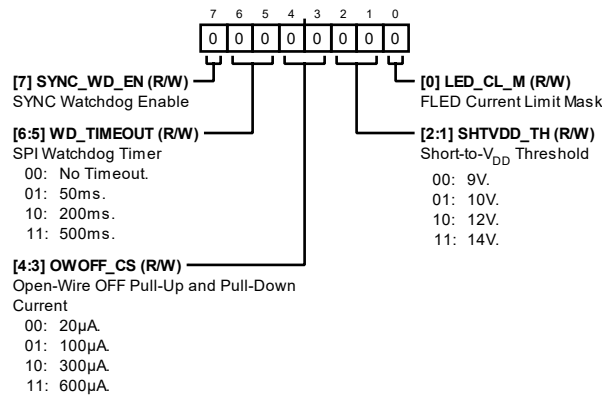 7 6 5 4 3 2 1 0
0 0 0 0 0 0 0 0
[7] SYNC_WD_EN (R/W)
SYNC Watchdog Enable
[6:5] WD_TIMEOUT (R/W)
SPI Watchdog Timer
00: No Timeout.
01: 50ms.
10: 200ms.
11: 500ms.
[4:3] OWOFF_CS (R/W)
Open-Wire OFF Pull-Up and Pull-Down
Current
00: 20µA.
01: 100µA.
10: 300µA.
11: 600µA.
[0] LED_CL_M (R/W)
FLED Current Limit Mask
[2:1] SHTVDD_TH (R/W)
Short-to-VDD Threshold
00: 9V.
01: 10V.
10: 12V.
11: 14V.